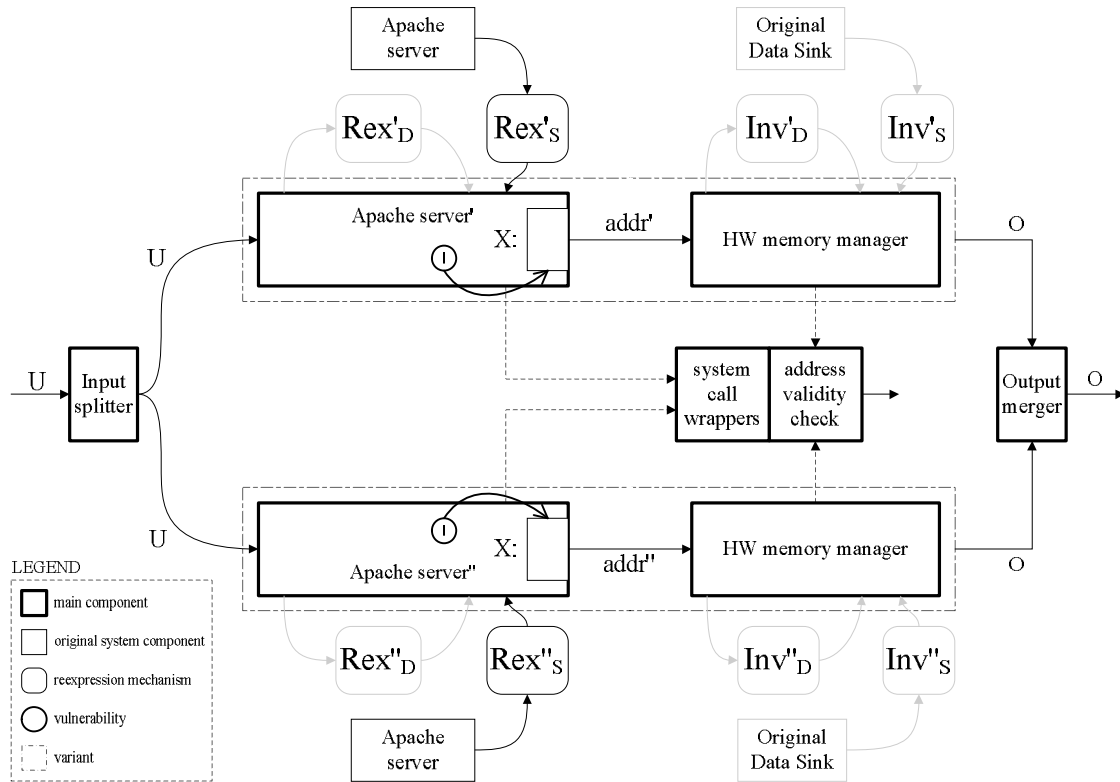 Apache
server
Original
Data Sink
Rex'D
Rex'S
Inv'D
Inv'S
Apache server'
X:
I
addr'
HW memory manager
O
U
U
Input
splitter
system
call
wrappers
address
validity
check
Output
merger
O
U
I
X:
Apache server"
addr"
HW memory manager
O
LEGEND
main component
original system component
reexpression mechanism
vulnerability
variant
Rex"D
Rex"S
Inv"D
Inv"S
Apache
server
Original
Data Sink